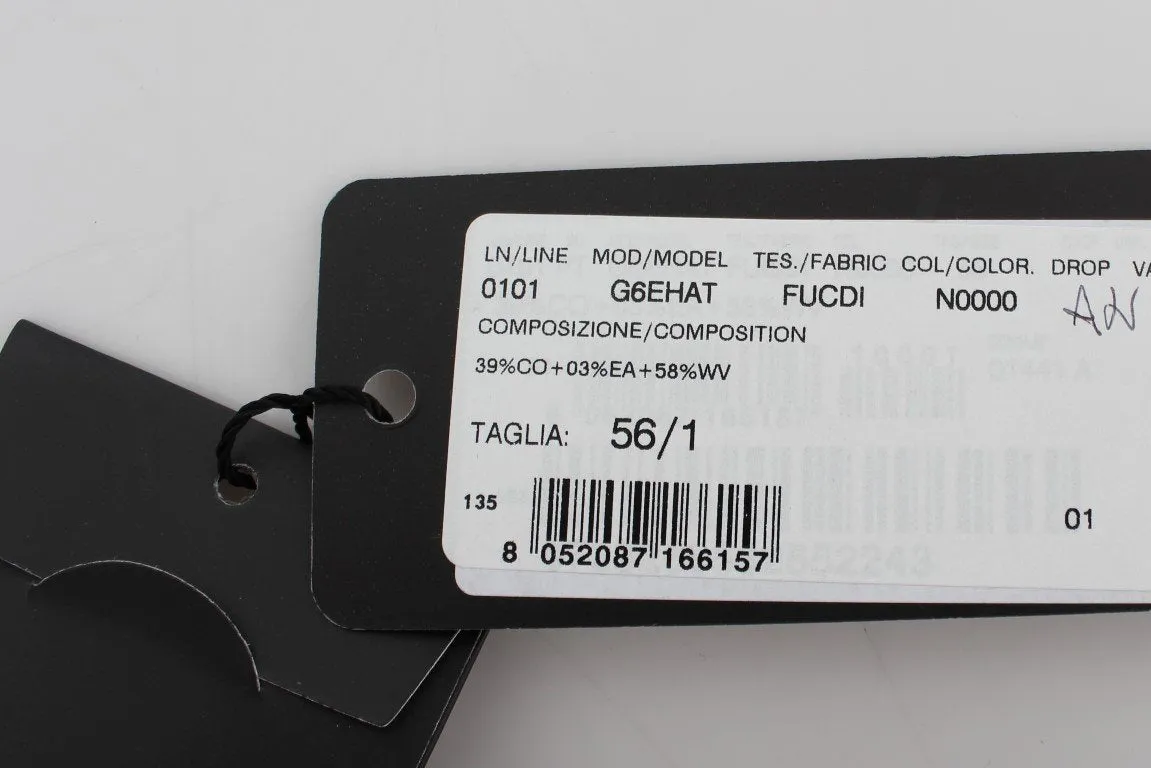 LN/LINE MOD/MODEL TES./FABRIC COL/COLOR. DROP
0101 G6EHAT FUCDI N0000
COMPOSIZIONE/COMPOSITION
39%CO+03%EA+58%WV
TAGLIA: 56/1
135
01
8 052087 166157